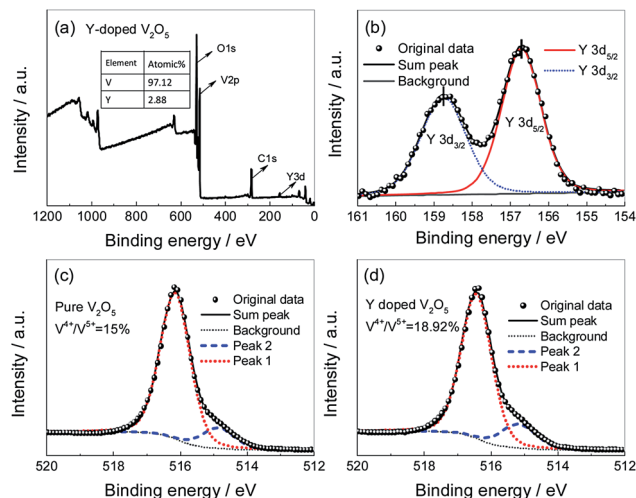 (a) Y-doped V2O5
Element Atomic%
V 97.12
Y 2.88
O1s
V2p
C1s
Y3d
Intensity / a.u.
1200 1000 800 600 400 200 0
Binding energy / eV
(b)
Original data
Sum peak
Background
Y 3d5/2
Y 3d3/2
Y 3d3/2
Y 3d5/2
Intensity / a.u.
161 160 159 158 157 156 155 154
Binding energy / eV
(c)
Pure V2O5
V4+/V5+=15%
Original data
Sum peak
Background
Peak 2
Peak 1
Intensity / a.u.
520 518 516 514 512
Binding energy / eV
(d)
Y doped V2O5
V4+/V5+=18.92%
Original data
Sum peak
Background
Peak 2
Peak 1
Intensity / a.u.
520 518 516 514 512
Binding energy / eV